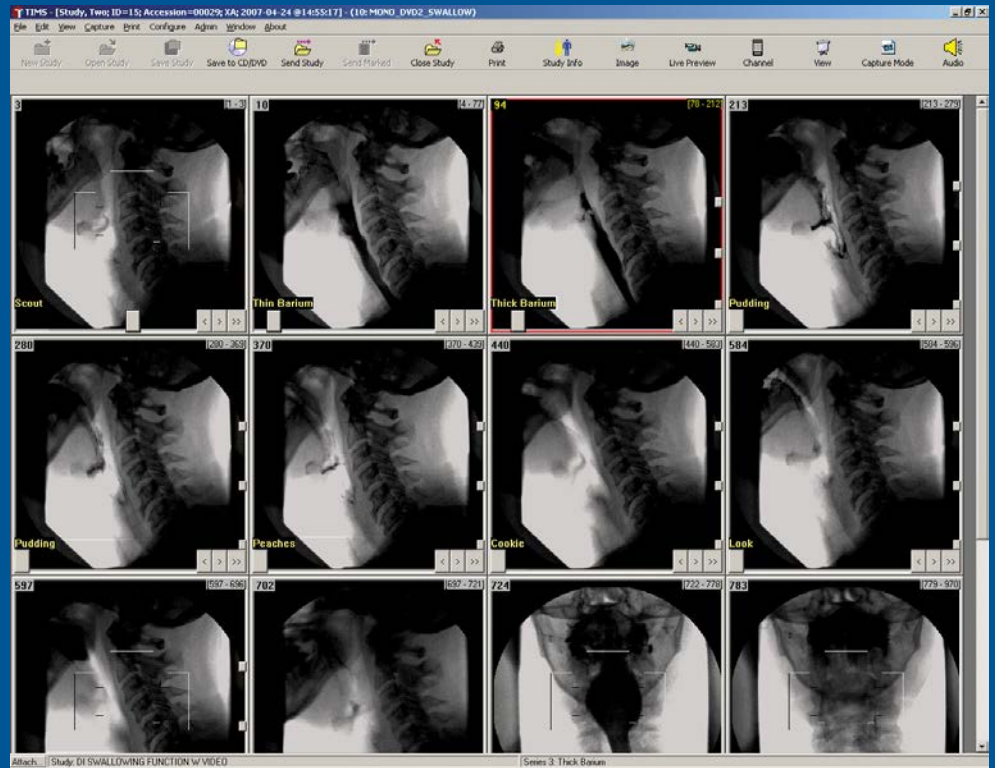 TIMS - [Study, Two; ID=15; Accession=00029; XA; 2007-04-24 @14:55:17] - (10: MONO_DVD2_SWALLOW)
File Edit View Capture Print Configure Admin Window About
New Study Open Study Save Study Save to CD/DVD Send Study Send Marked Close Study Print Study Info Image Live Preview Channel View Capture Mode Audio
3 [1 - 3] 10 [4 - 77] 94 [78 - 212] 213 [213 - 279]
Scout Thin Barium Thick Barium Pudding
< > >> < > >> < > >> < > >>
280 [280 - 369] 370 [370 - 439] 440 [440 - 583] 584 [584 - 596]
Pudding Peaches Cookie Look
< > >> < > >> < > >> < > >>
597 [597 - 696] 702 [697 - 721] 724 [722 - 778] 783 [779 - 970]
Attach... Study: DI SWALLOWING FUNCTION W VIDEO Series 3: Thick Barium